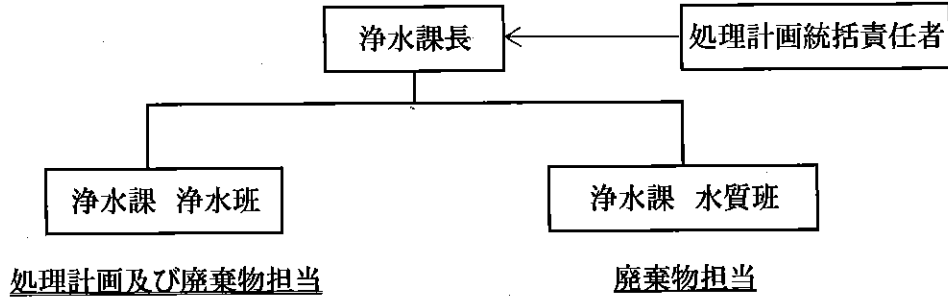 浄水課長
処理計画統括責任者
浄水課 浄水班
浄水課 水質班
処理計画及び廃棄物担当
廃棄物担当